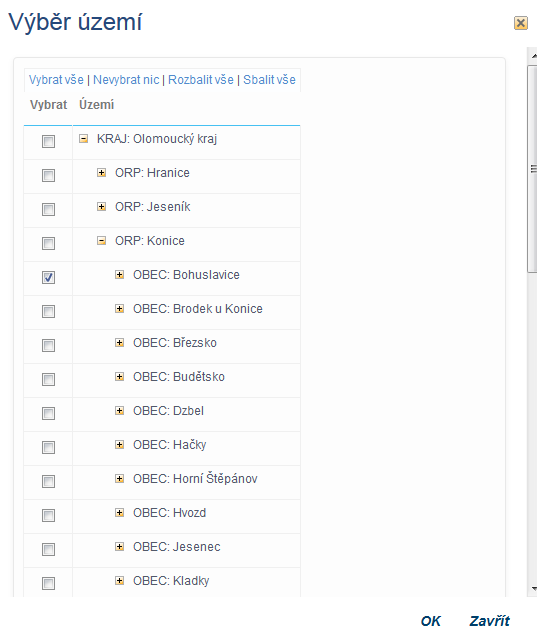 Výběr území
Vybrat vše | Nevybrat nic | Rozbalit vše | Sbalit vše
Vybrat Území
KRAJ: Olomoucký kraj
ORP: Hranice
ORP: Jeseník
ORP: Konice
OBEC: Bohuslavice
OBEC: Brodek u Konice
OBEC: Březsko
OBEC: Budětsko
OBEC: Dzbel
OBEC: Hačky
OBEC: Horní Štěpánov
OBEC: Hvozd
OBEC: Jesenec
OBEC: Kladky
OK Zavřít